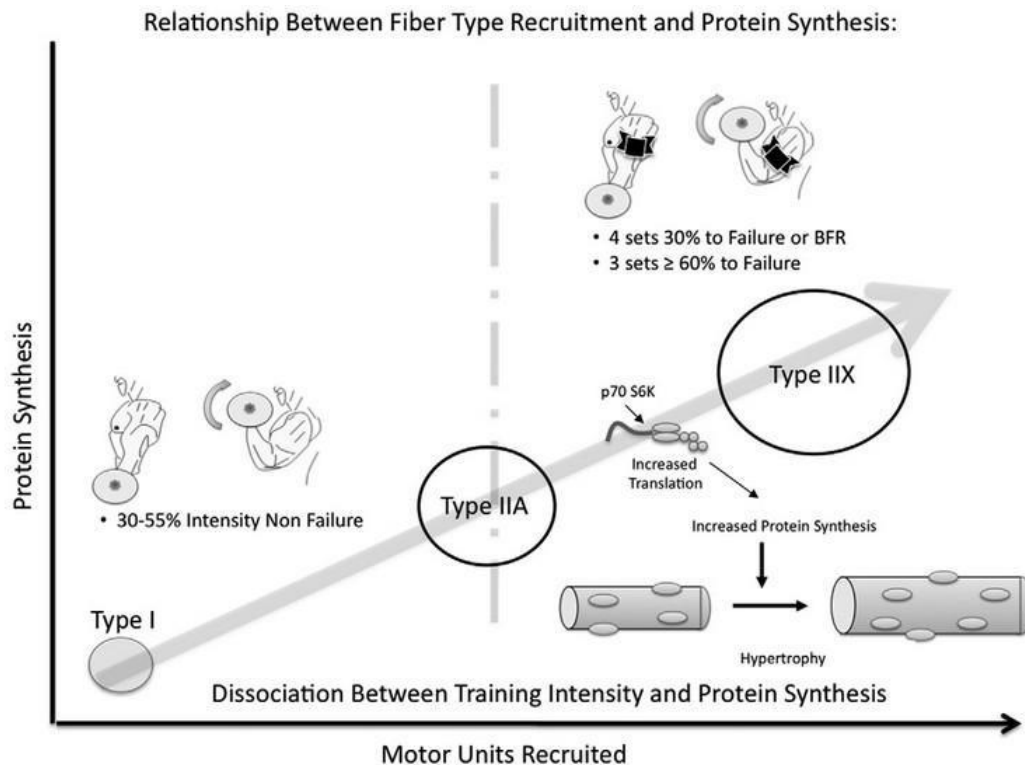 Relationship Between Fiber Type Recruitment and Protein Synthesis:
• 4 sets 30% to Failure or BFR
• 3 sets ≥ 60% to Failure
Protein Synthesis
Type IIX
p70 S6K
Increased
Translation
Type IIA
• 30-55% Intensity Non Failure
Increased Protein Synthesis
Type I
Hypertrophy
Dissociation Between Training Intensity and Protein Synthesis
Motor Units Recruited